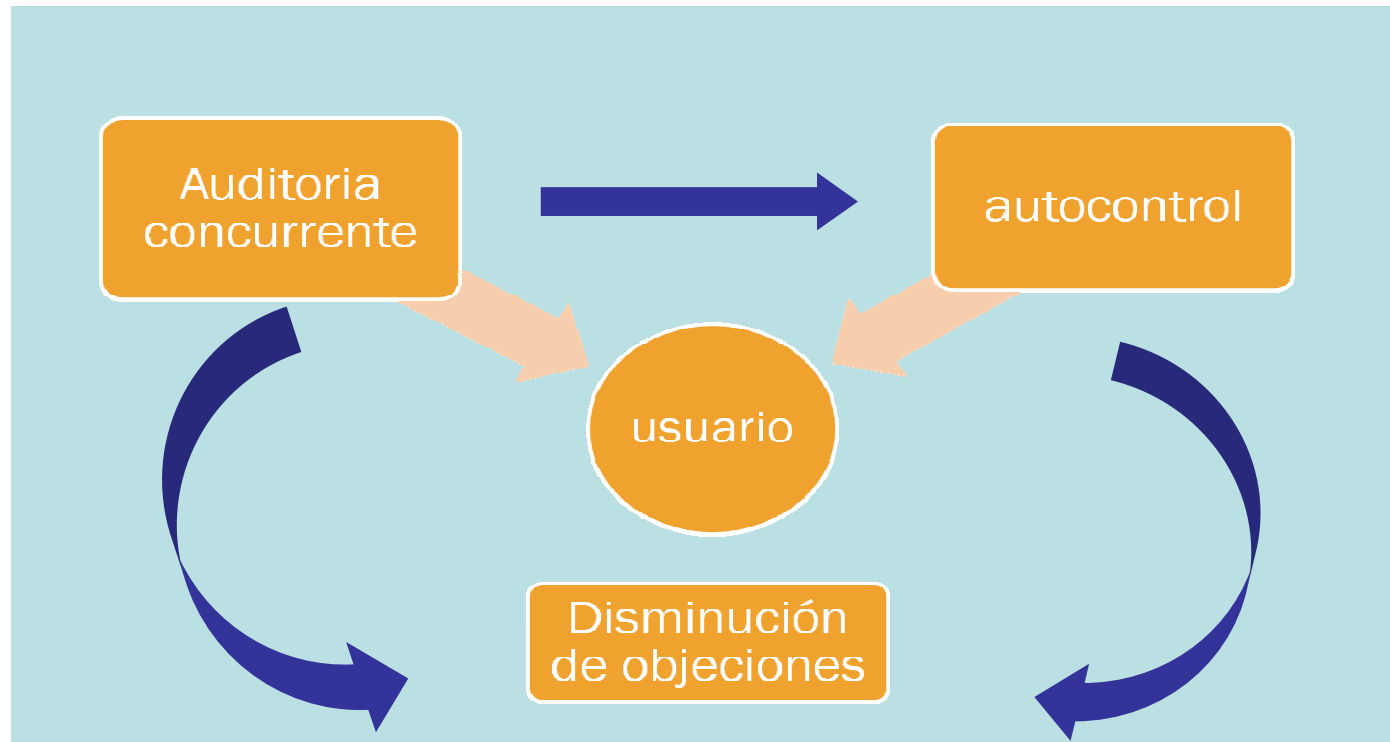 Auditoria
concurrente
autocontrol
usuario
Disminución
de objeciones